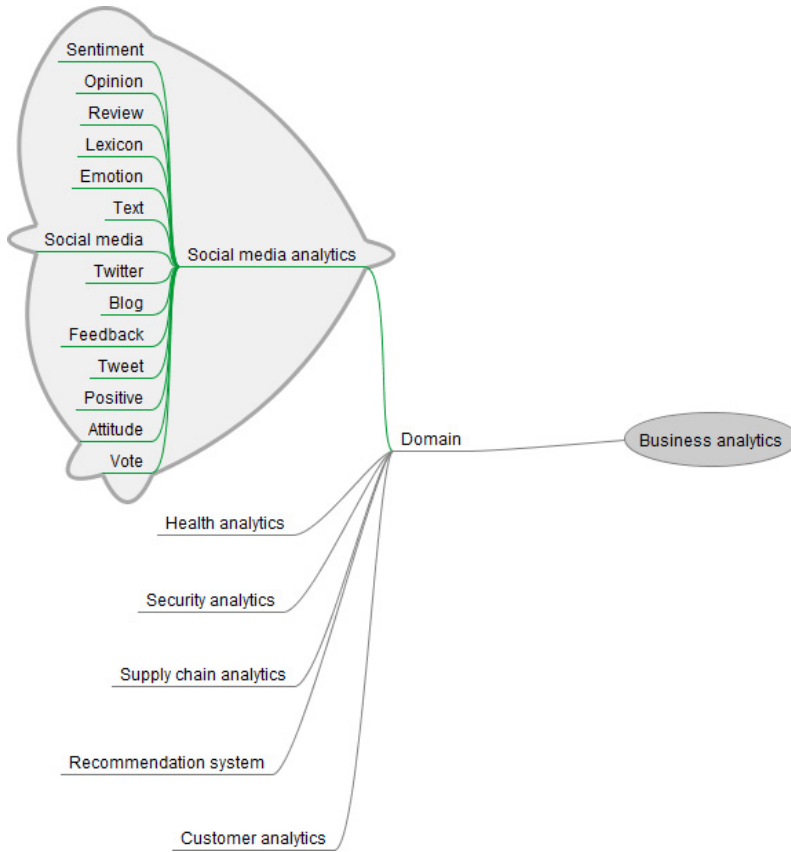 Sentiment
Opinion
Review
Lexicon
Emotion
Text
Social media
Social media analytics
Twitter
Blog
Feedback
Tweet
Positive
Attitude
Vote
Domain
Business analytics
Health analytics
Security analytics
Supply chain analytics
Recommendation system
Customer analytics